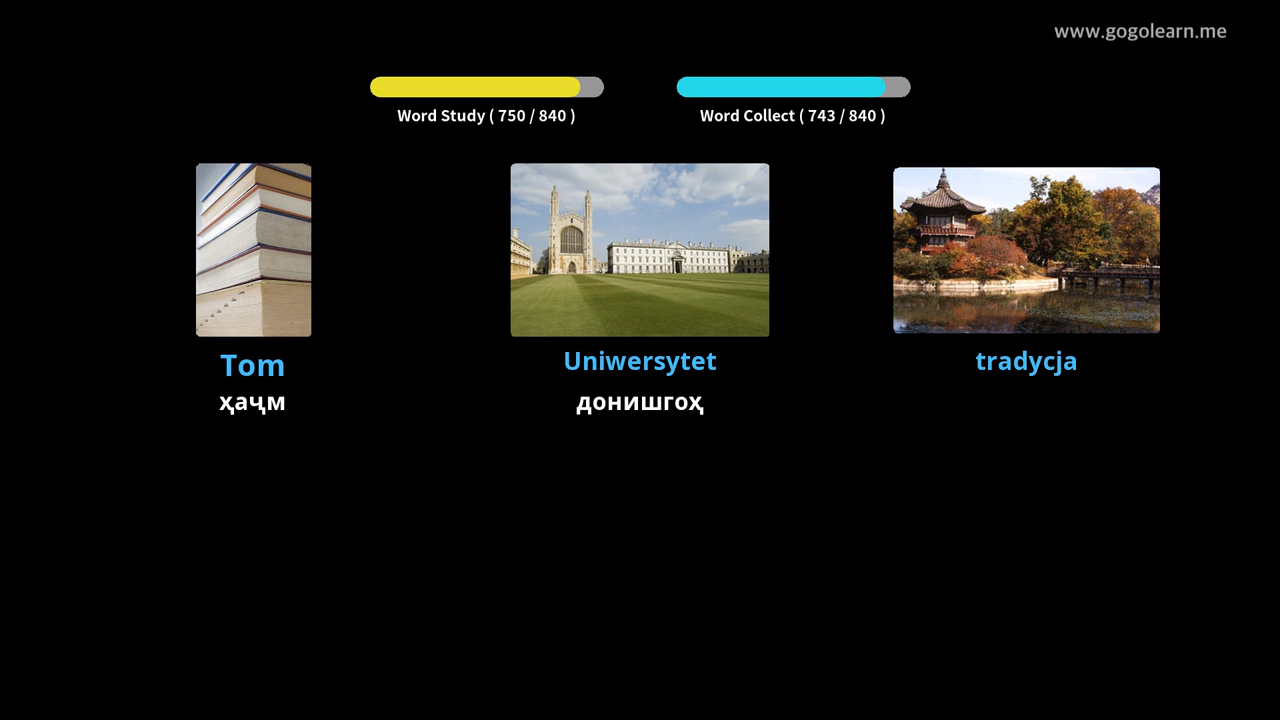 www.gogolearn.me
Word Study ( 750 / 840 )
Word Collect ( 743 / 840 )
Tom
Uniwersytet
tradycja
ҳаҷм
донишгоҳ